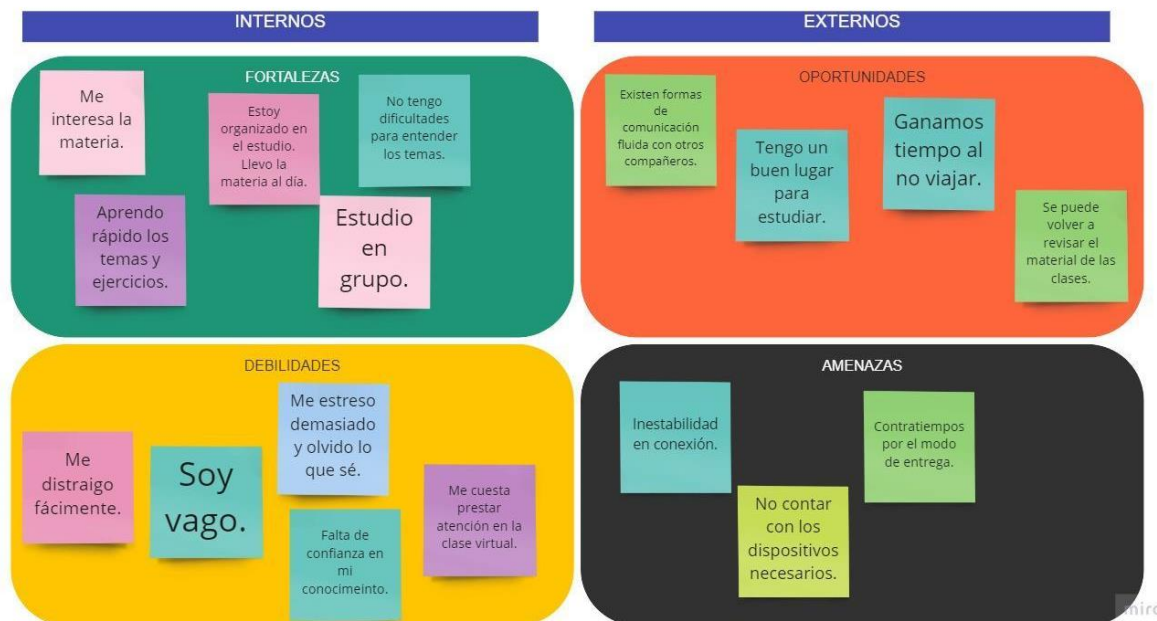 INTERNOS
EXTERNOS
FORTALEZAS
Me
interesa la
materia.
Estoy
organizado en
el estudio.
Llevo la
materia al día.
No tengo
dificultades
para entender
los temas.
Aprendo
rápido los
temas y
ejercicios.
Estudio
en
grupo.
OPORTUNIDADES
Existen formas
de
comunicación
fluida con otros
compañeros.
Tengo un
buen lugar
para
estudiar.
Ganamos
tiempo al
no viajar.
Se puede
volver a
revisar el
material de las
clases.
DEBILIDADES
Me
distraigo
fácimente.
Soy
vago.
Me estreso
demasiado
y olvido lo
que sé.
Falta de
confianza en
mi
conocimeinto.
Me cuesta
prestar
atención en la
clase virtual.
AMENAZAS
Inestabilidad
en conexión.
No contar
con los
dispositivos
necesarios.
Contratiempos
por el modo
de entrega.
miro